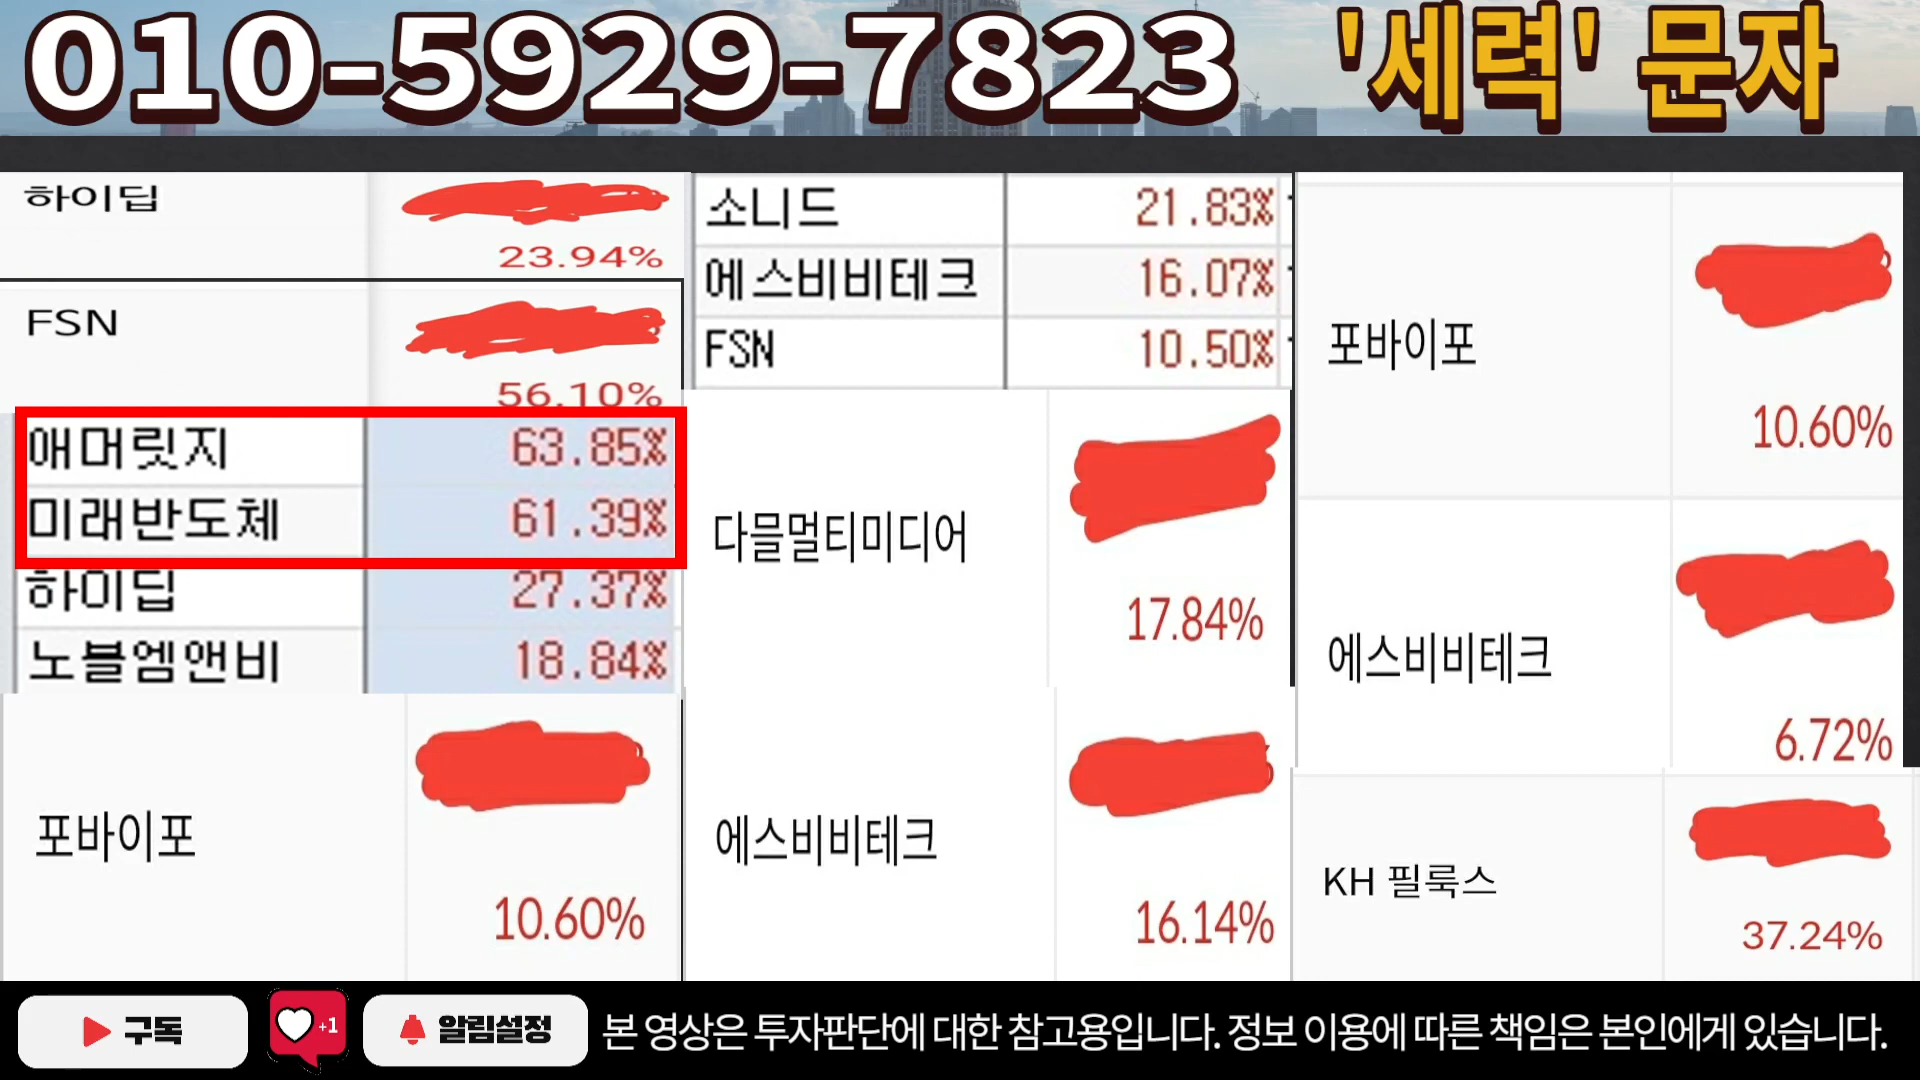 010-5929-7823 '세력' 문자
하이딥
23.94%
FSN
56.10%
애머릿지
63.85%
미래반도체
61.39%
하이딥
27.37%
노블엠앤비
18.84%
포바이포
10.60%
소니드
21.83%
에스비비테크
16.07%
FSN
10.50%
다믈멀티미디어
17.84%
에스비비테크
16.14%
포바이포
10.60%
에스비비테크
6.72%
KH 필룩스
37.24%
구독
+1
알림설정
본 영상은 투자판단에 대한 참고용입니다. 정보 이용에 따른 책임은 본인에게 있습니다.